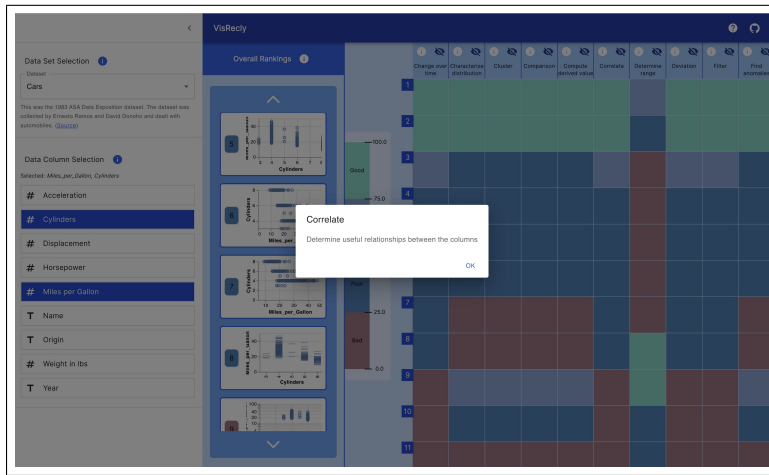 VisRecly
Data Set Selection
Dataset
Cars
This was the 1983 ASA Data Exposition dataset. The dataset was
collected by Ernesto Ramos and David Donoho and dealt with
automobiles. (Source)
Data Column Selection
Selected: Miles_per_Gallon, Cylinders
# Acceleration
# Cylinders
# Displacement
# Horsepower
# Miles per Gallon
T Name
T Origin
# Weight in lbs
T Year
Overall Rankings
5
Cylinders
6
Cylinders
7
Cylinders
Miles_per_Gallon
8
Cylinders
9
100.0
Good
75.0
25.0
Bad
0.0
Change over time
Characterize distribution
Cluster
Comparison
Compute derived value
Correlate
Determine range
Deviation
Filter
Find anomalies
1
2
3
4
7
8
9
10
11
Correlate
Determine useful relationships between the columns
OK